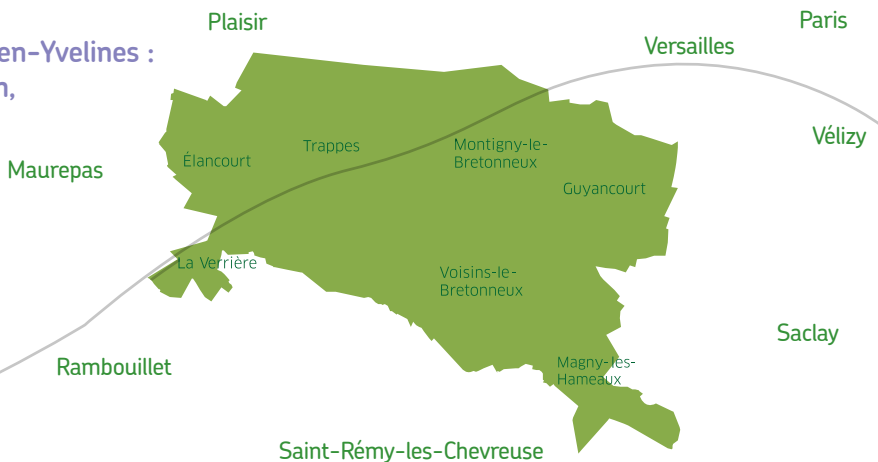 Plaisir
Paris
en-Yvelines :
Versailles
Vélizy
Maurepas
Élancourt
Trappes
Montigny-le-
Bretonneux
Guyancourt
La Verrière
Voisins-le-
Bretonneux
Saclay
Rambouillet
Magny-les-
Hameaux
Saint-Rémy-les-Chevreuse